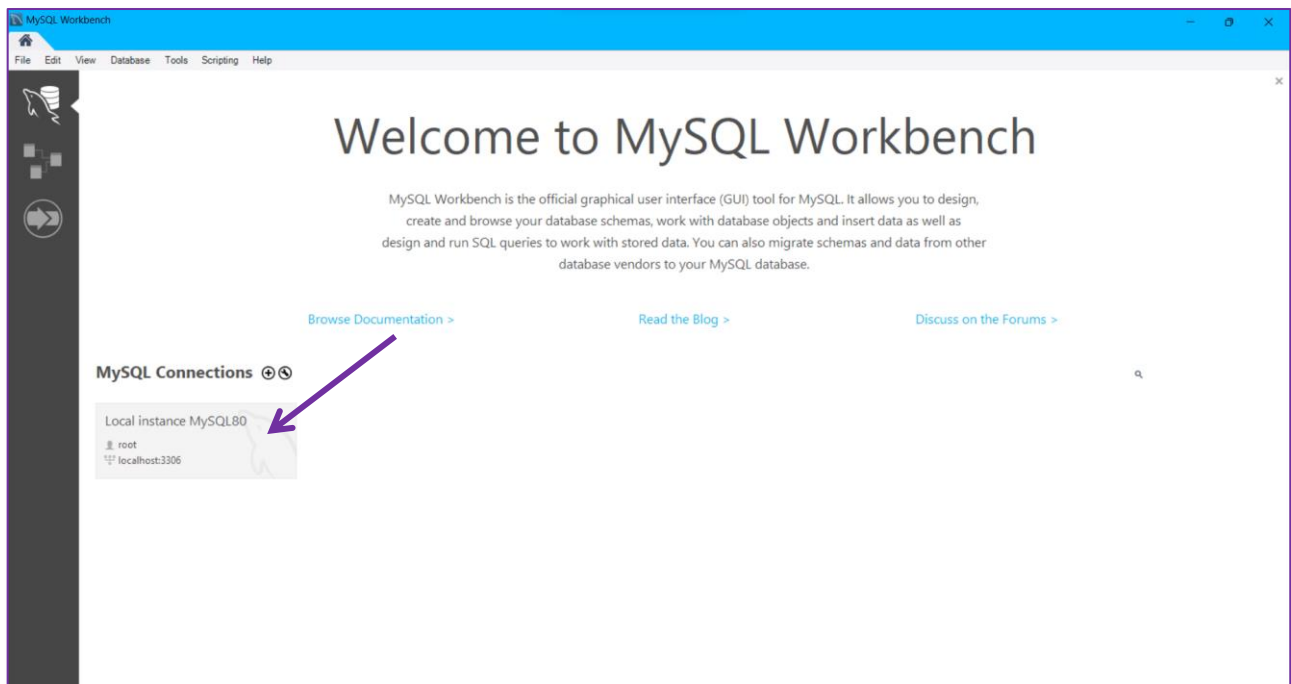 MySQL Workbench
File Edit View Database Tools Scripting Help
Welcome to MySQL Workbench
MySQL Workbench is the official graphical user interface (GUI) tool for MySQL. It allows you to design,
create and browse your database schemas, work with database objects and insert data as well as
design and run SQL queries to work with stored data. You can also migrate schemas and data from other
database vendors to your MySQL database.
Browse Documentation > Read the Blog > Discuss on the Forums >
MySQL Connections
Local instance MySQL80
root
localhost:3306